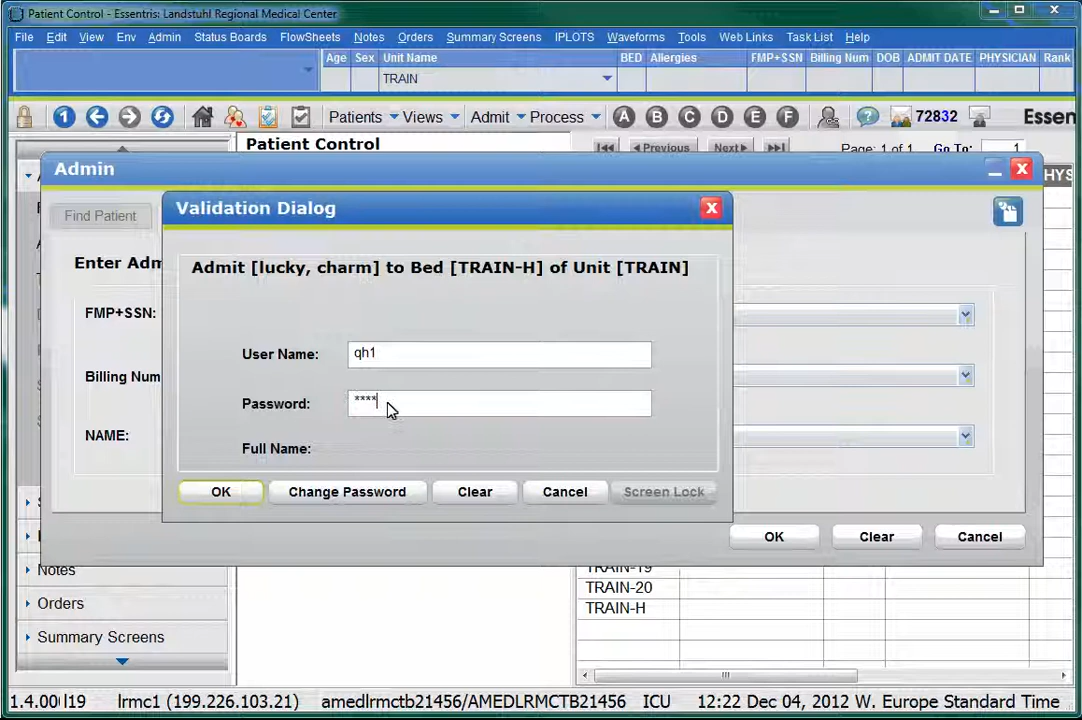 Patient Control - Essentris: Landstuhl Regional Medical Center
File Edit View Env Admin Status Boards FlowSheets Notes Orders Summary Screens IPLOTS Waveforms Tools Web Links Task List Help
Age Sex Unit Name BED Allergies FMP+SSN Billing Num DOB ADMIT DATE PHYSICIAN Rank
TRAIN
1 Patients Views Admit Process A B C D E F ? 72832 Essen
Patient Control Previous Next Page: 1 of 1 Go To: 1
Admin
HYS
Find Patient
Validation Dialog
Enter Adm
Admit [lucky, charm] to Bed [TRAIN-H] of Unit [TRAIN]
FMP+SSN:
User Name: qh1
Billing Num
Password: ****
NAME:
Full Name:
OK Change Password Clear Cancel Screen Lock
OK Clear Cancel
Notes
TRAIN-19
TRAIN-20
Orders
TRAIN-H
Summary Screens
lrmc1 (199.226.103.21) amedlrmctb21456/AMEDLRMCTB21456 ICU 12:22 Dec 04, 2012 W. Europe Standard Time